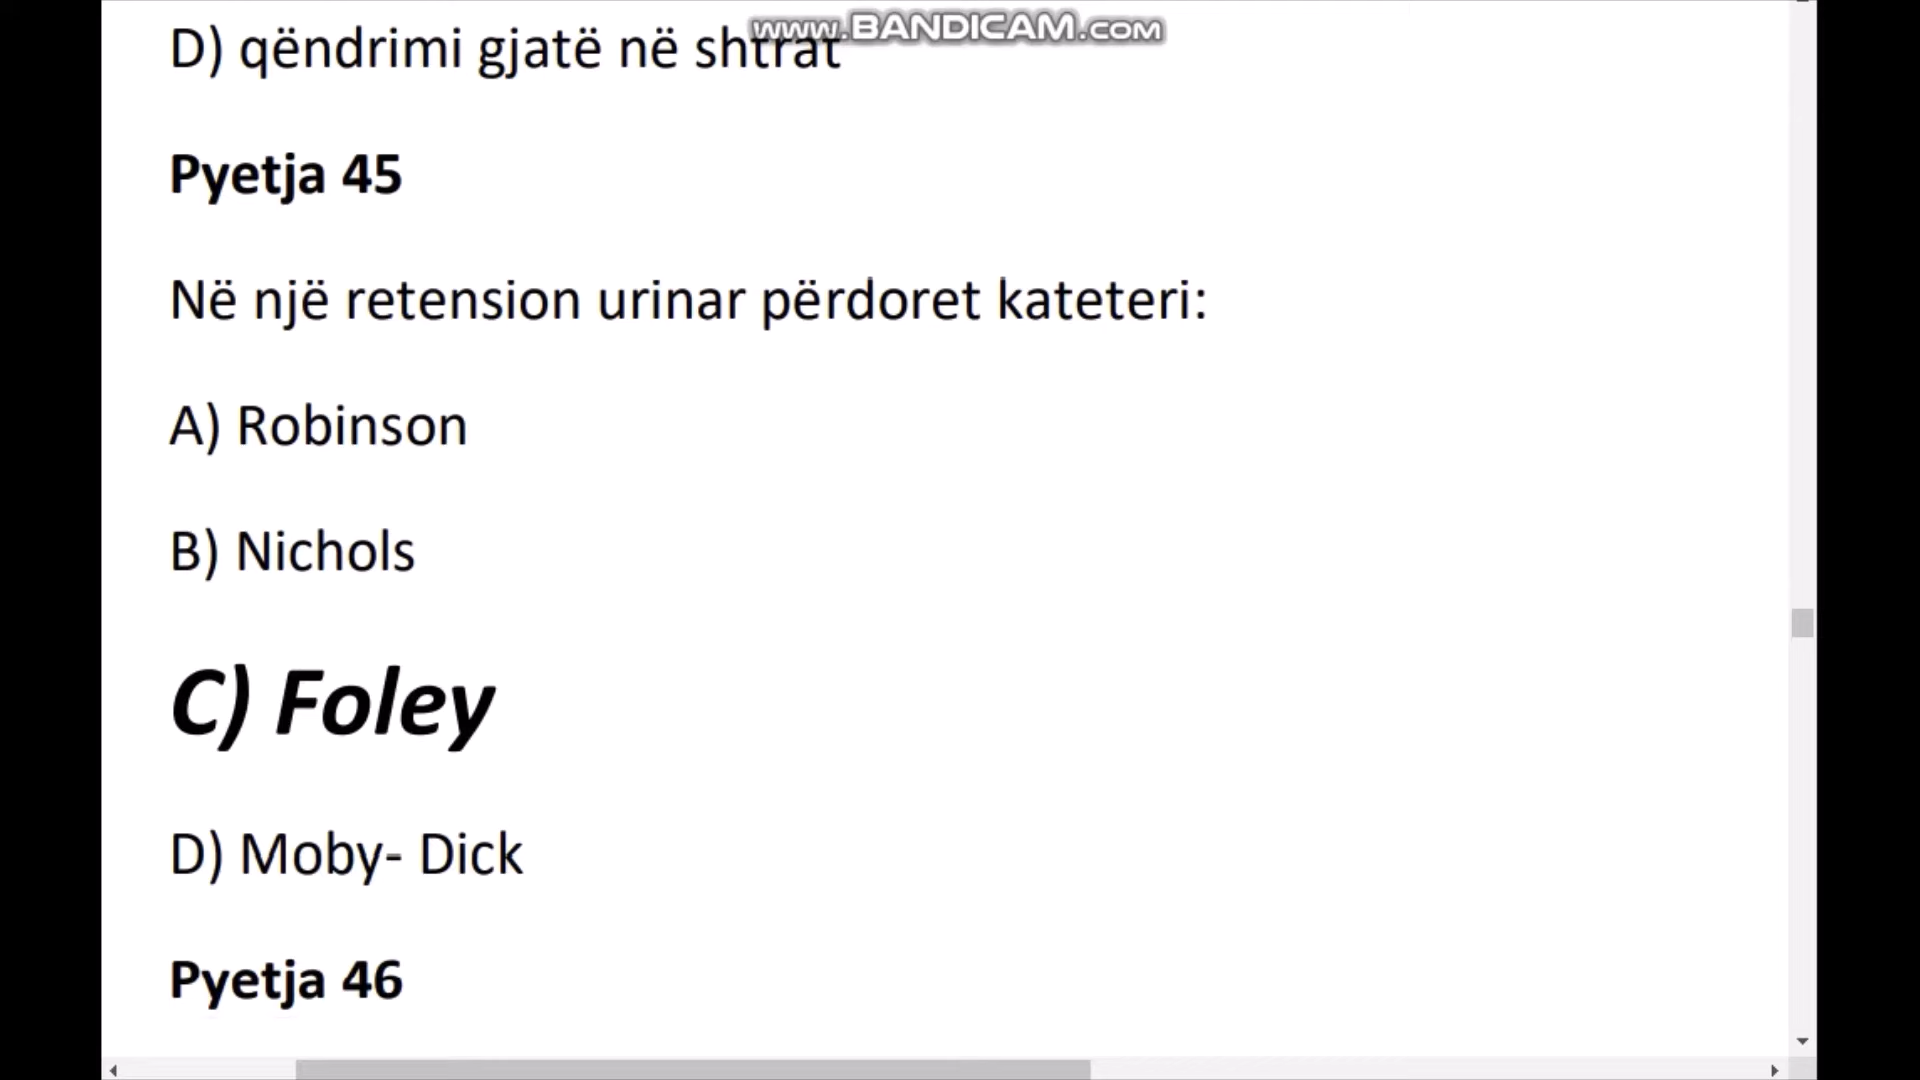 www.BANDICAM.com
D) qëndrimi gjatë në shtrat
Pyetja 45
Në një retension urinar përdoret kateteri:
A) Robinson
B) Nichols
C) Foley
D) Moby- Dick
Pyetja 46